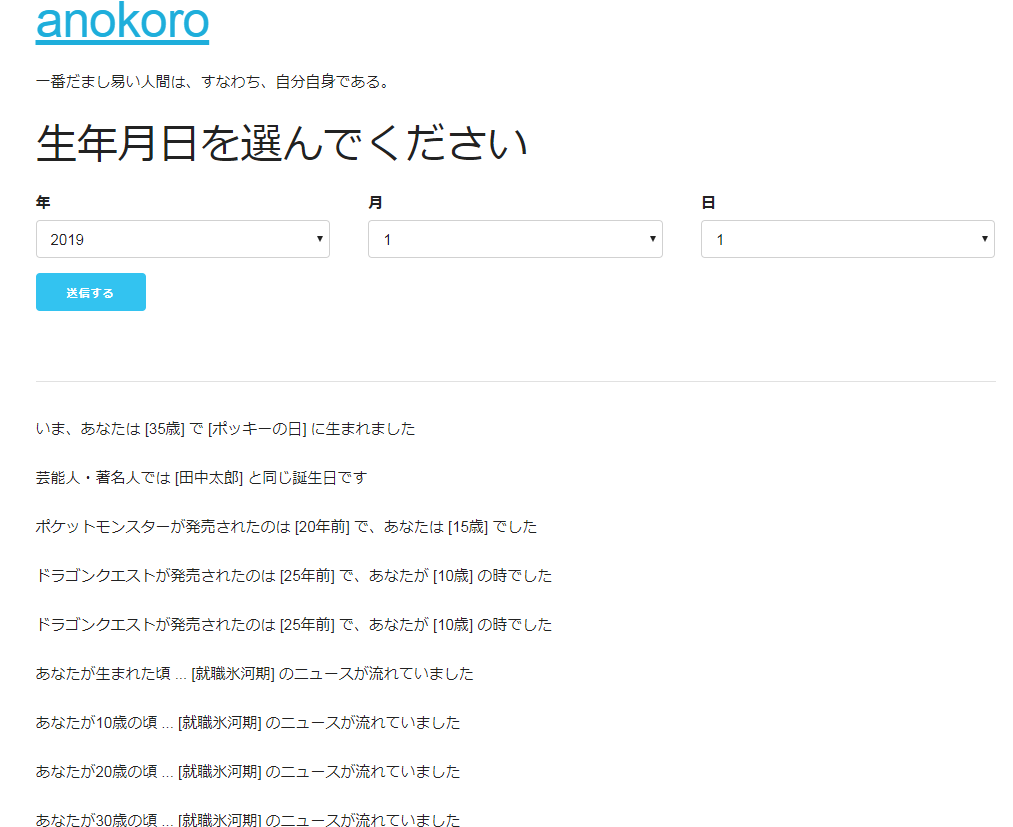 anokoro
一番だまし易い人間は、すなわち、自分自身である。
生年月日を選んでください
年 月 日
2019 1 1
送信する
いま、あなたは [35歳] で [ポッキーの日] に生まれました
芸能人・著名人では [田中太郎] と同じ誕生日です
ポケットモンスターが発売されたのは [20年前] で、あなたは [15歳] でした
ドラゴンクエストが発売されたのは [25年前] で、あなたが [10歳] の時でした
ドラゴンクエストが発売されたのは [25年前] で、あなたが [10歳] の時でした
あなたが生まれた頃 ... [就職氷河期] のニュースが流れていました
あなたが10歳の頃 ... [就職氷河期] のニュースが流れていました
あなたが20歳の頃 ... [就職氷河期] のニュースが流れていました
あなたが30歳の頃 ... [就職氷河期] のニュースが流れていました